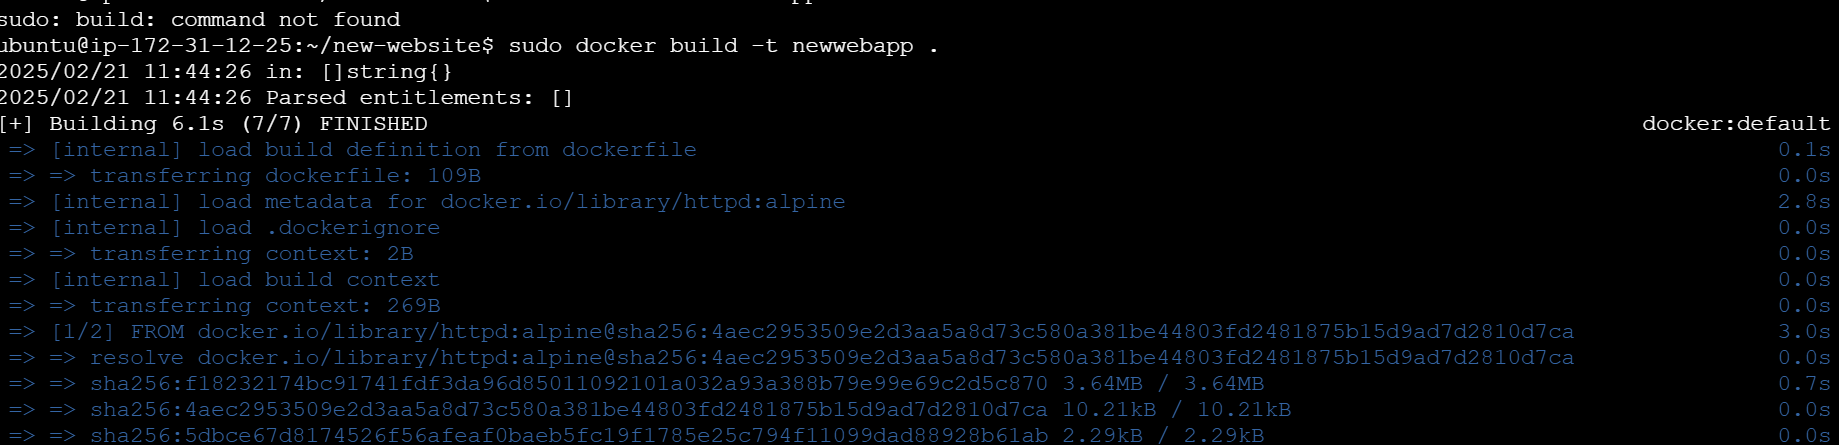 sudo: build: command not found
ubuntu@ip-172-31-12-25:~/new-website$ sudo docker build -t newwebapp .
2025/02/21 11:44:26 in: []string{}
2025/02/21 11:44:26 Parsed entitlements: []
[+] Building 6.1s (7/7) FINISHED docker:default
=> [internal] load build definition from dockerfile 0.1s
=> => transferring dockerfile: 109B 0.0s
=> [internal] load metadata for docker.io/library/httpd:alpine 2.8s
=> [internal] load .dockerignore 0.0s
=> => transferring context: 2B 0.0s
=> [internal] load build context 0.0s
=> => transferring context: 269B 0.0s
=> [1/2] FROM docker.io/library/httpd:alpine@sha256:4aec2953509e2d3aa5a8d73c580a381be44803fd2481875b15d9ad7d2810d7ca 3.0s
=> => resolve docker.io/library/httpd:alpine@sha256:4aec2953509e2d3aa5a8d73c580a381be44803fd2481875b15d9ad7d2810d7ca 0.0s
=> => sha256:f18232174bc91741fdf3da96d85011092101a032a93a388b79e99e69c2d5c870 3.64MB / 3.64MB 0.7s
=> => sha256:4aec2953509e2d3aa5a8d73c580a381be44803fd2481875b15d9ad7d2810d7ca 10.21kB / 10.21kB 0.0s
=> => sha256:5dbce67d8174526f56afeaf0baeb5fc19f1785e25c794f11099dad88928b61ab 2.29kB / 2.29kB 0.0s